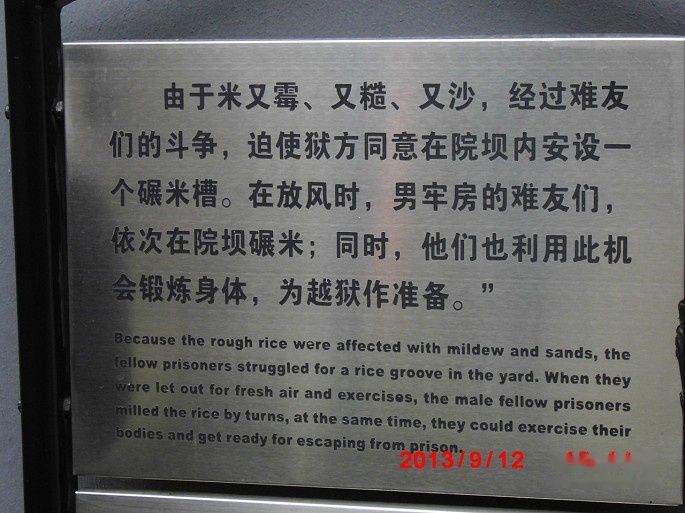 由于米又霉、又糙、又沙，经过难友
们的斗争，迫使狱方同意在院坝内安设一
个碾米槽。在放风时，男牢房的难友们，
依次在院坝碾米；同时，他们也利用此机
会锻炼身体，为越狱作准备。”
Because the rough rice were affected with mildew and sands, the
fellow prisoners struggled for a rice groove in the yard. When they
were let out for fresh air and exercises, the male fellow prisoners
milled the rice by turns, at the same time, they could exercise their
bodies and get ready for escaping from prison.
2013/9/12